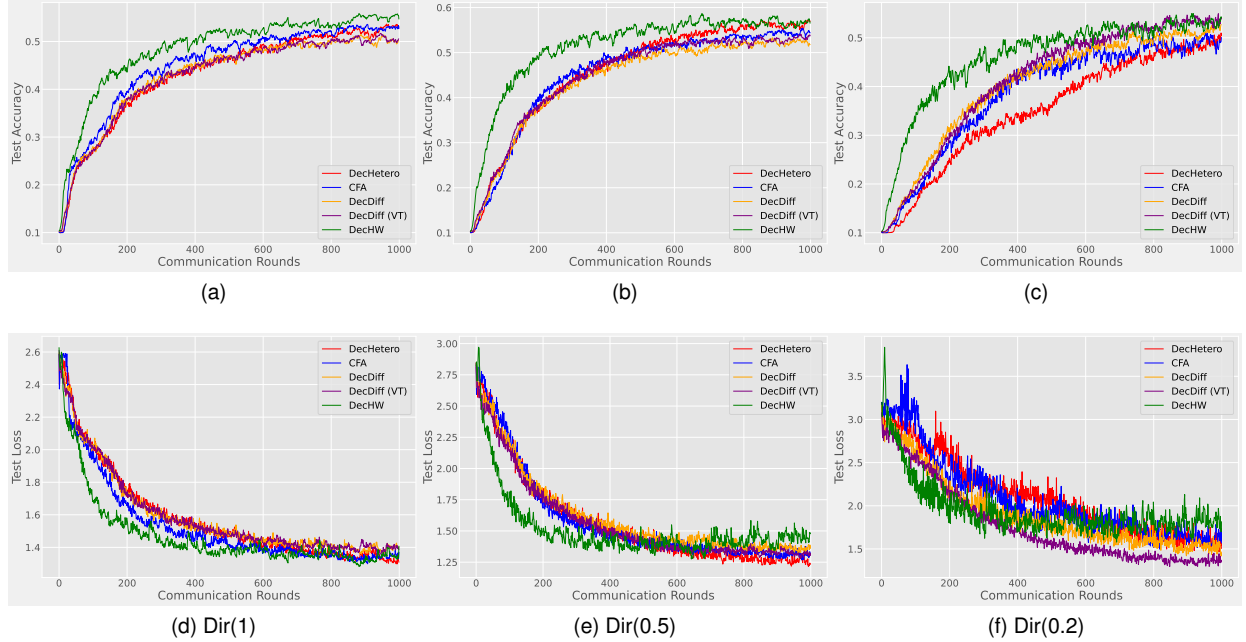 0.5
0.4
0.3
0.2
0.1
Test Accuracy
DecHetero
CFA
DecDiff
DecDiff (VT)
DecHW
0 200 400 600 800 1000
Communication Rounds
(a)
0.6
0.5
0.4
0.3
0.2
0.1
Test Accuracy
DecHetero
CFA
DecDiff
DecDiff (VT)
DecHW
0 200 400 600 800 1000
Communication Rounds
(b)
0.5
0.4
0.3
0.2
0.1
Test Accuracy
DecHetero
CFA
DecDiff
DecDiff (VT)
DecHW
0 200 400 600 800 1000
Communication Rounds
(c)
2.6
2.4
2.2
2.0
1.8
1.6
1.4
Test Loss
DecHetero
CFA
DecDiff
DecDiff (VT)
DecHW
0 200 400 600 800 1000
Communication Rounds
(d) Dir(1)
3.00
2.75
2.50
2.25
2.00
1.75
1.50
1.25
Test Loss
DecHetero
CFA
DecDiff
DecDiff (VT)
DecHW
0 200 400 600 800 1000
Communication Rounds
(e) Dir(0.5)
3.5
3.0
2.5
2.0
1.5
Test Loss
DecHetero
CFA
DecDiff
DecDiff (VT)
DecHW
0 200 400 600 800 1000
Communication Rounds
(f) Dir(0.2)